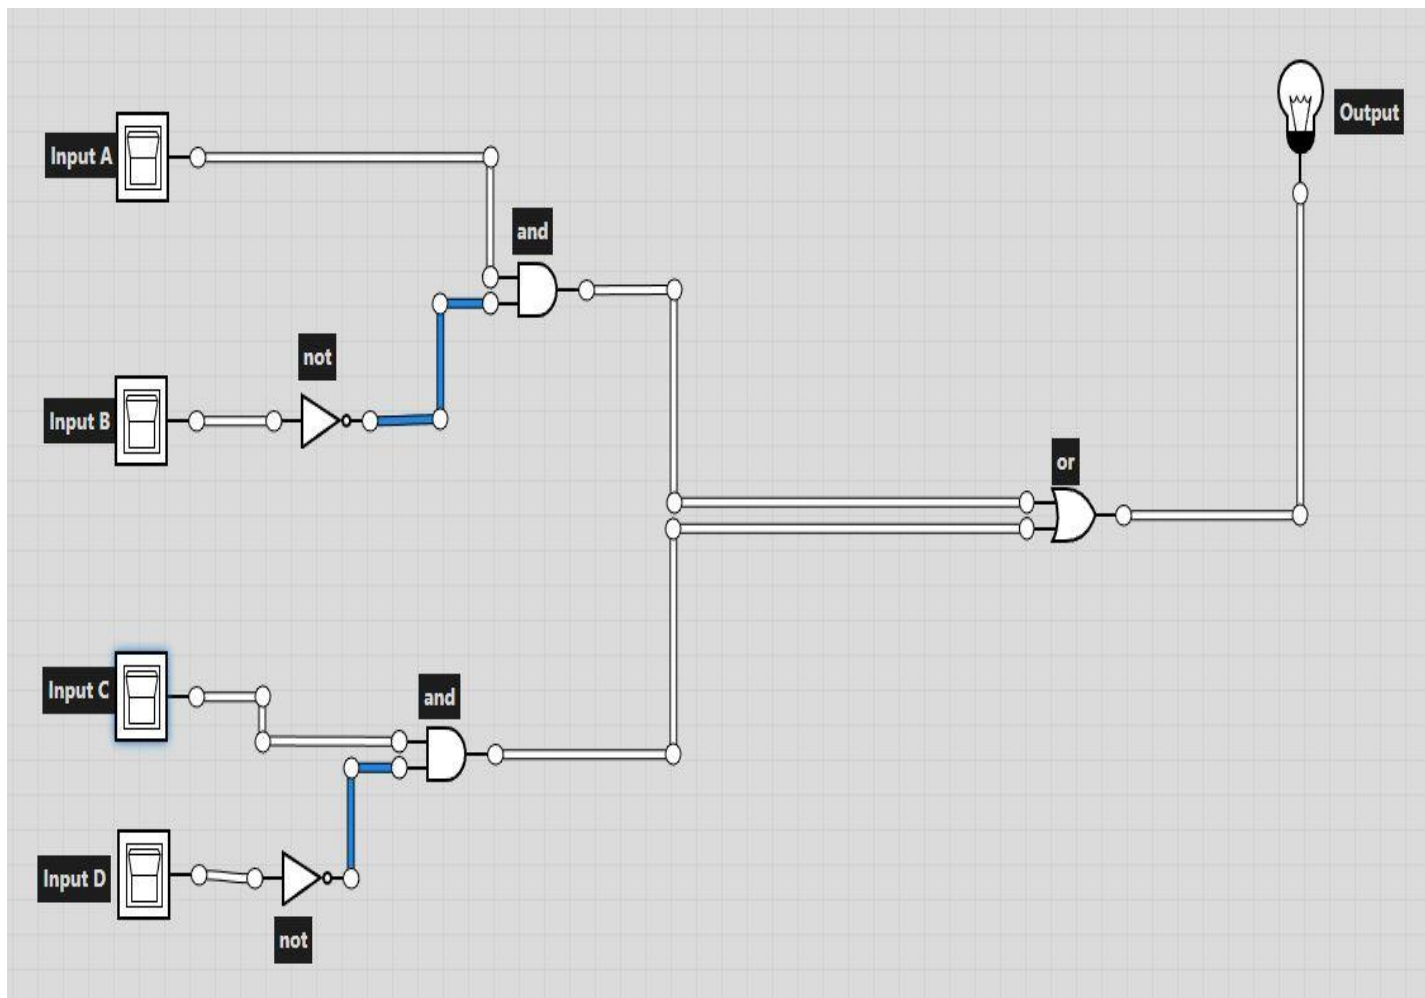 Output
Input A
and
not
Input B
or
Input C
and
Input D
not